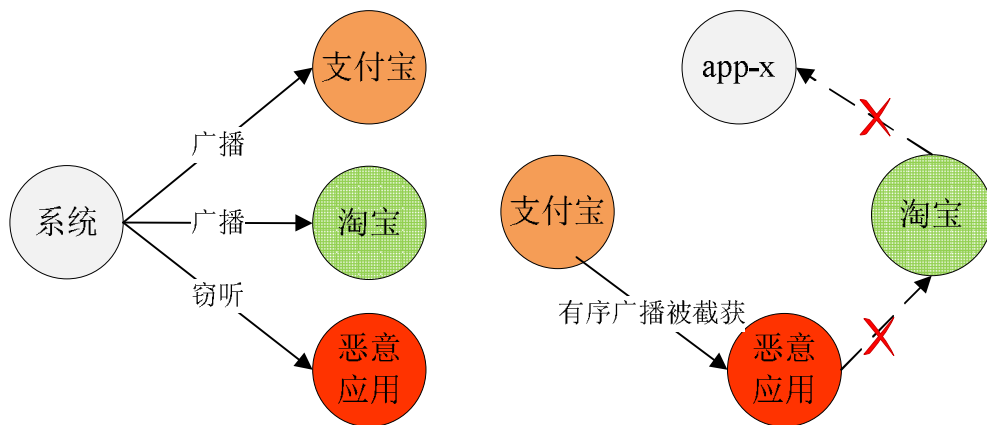 支付宝
广播
系统
广播
淘宝
窃听
恶意
应用
app-x
支付宝
淘宝
有序广播被截获
恶意
应用